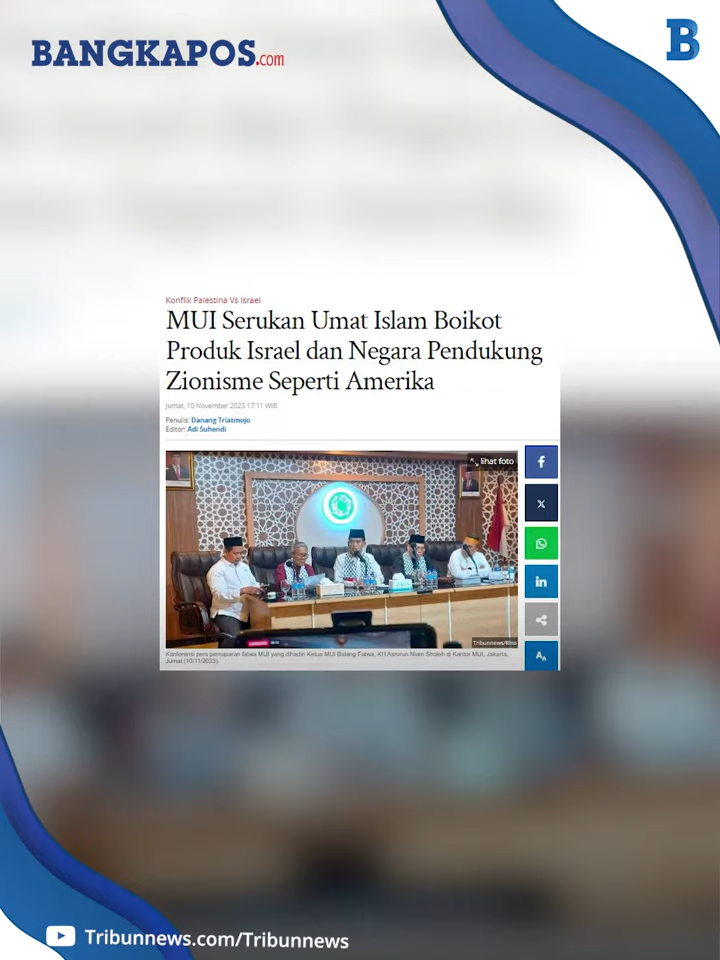 BANGKAPOS.com
B
Konflik Palestina Vs Israel
MUI Serukan Umat Islam Boikot
Produk Israel dan Negara Pendukung
Zionisme Seperti Amerika
Jumat, 10 November 2023 17:11 WIB
Penulis: Danang Triatmojo
Editor: Adi Suhendi
lihat foto
Tribunnews/Rina
Konferensi pers pemaparan fatwa MUI yang dihadiri Ketua MUI Bidang Fatwa, KH Asrorun Niam Sholeh di Kantor MUI, Jakarta,
Jumat (10/11/2023).
f
X
in
AA
Tribunnews.com/Tribunnews